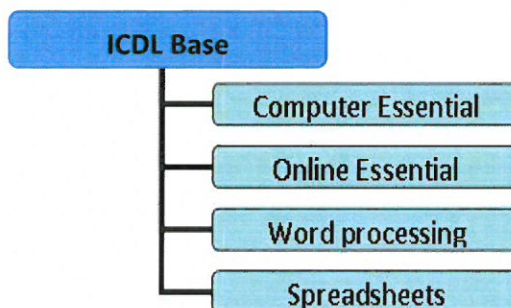 ICDL Base
Computer Essential
Online Essential
Word processing
Spreadsheets